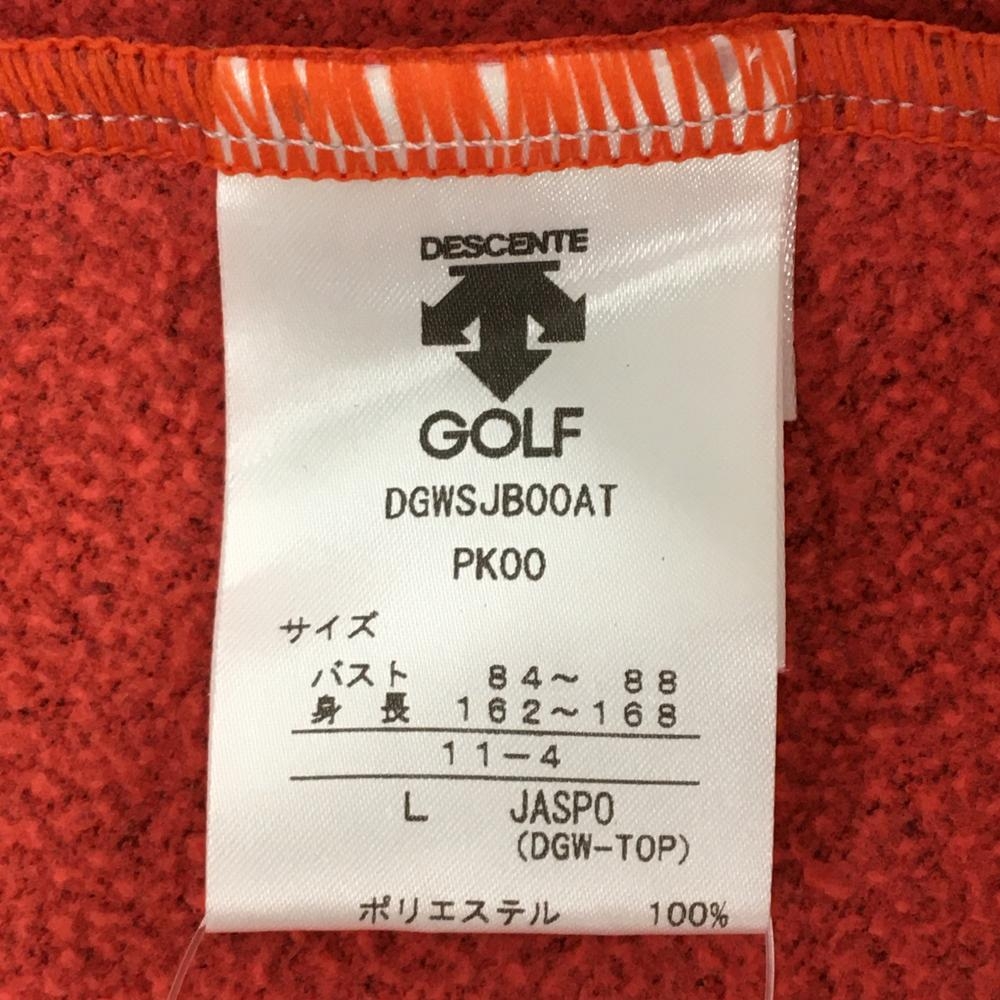 DESCENTE
GOLF
DGWSJB00AT
PK00
サイズ
バスト 84～ 88
身 長 162～168
11-4
L JASPO
(DGW-TOP)
ポリエステル 100%